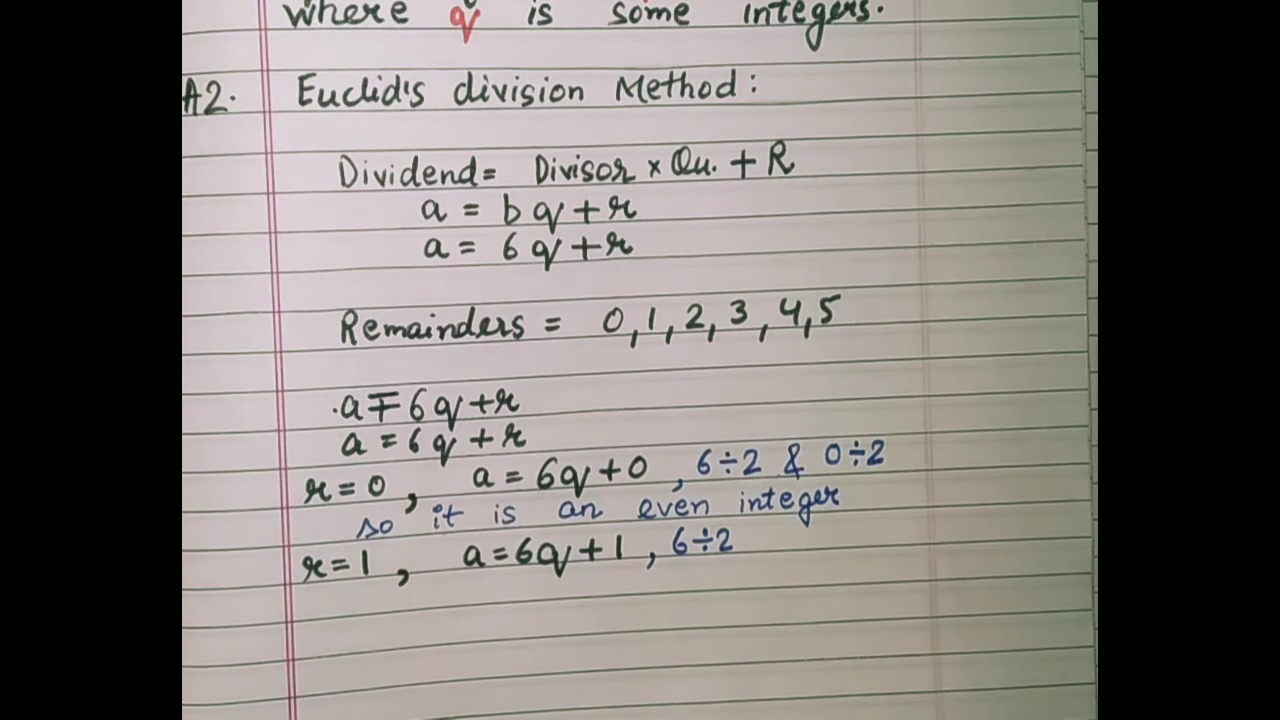 where q is some integers.
A2. Euclid's division Method :
Dividend = Divisor × Qu. + R
a = bq + r
a = 6q + r
Remainders = 0, 1, 2, 3, 4, 5
.a = 6q + r
a = 6q + r
r = 0, a = 6q + 0, 6÷2 & 0÷2
so it is an even integer
r = 1, a = 6q + 1, 6÷2